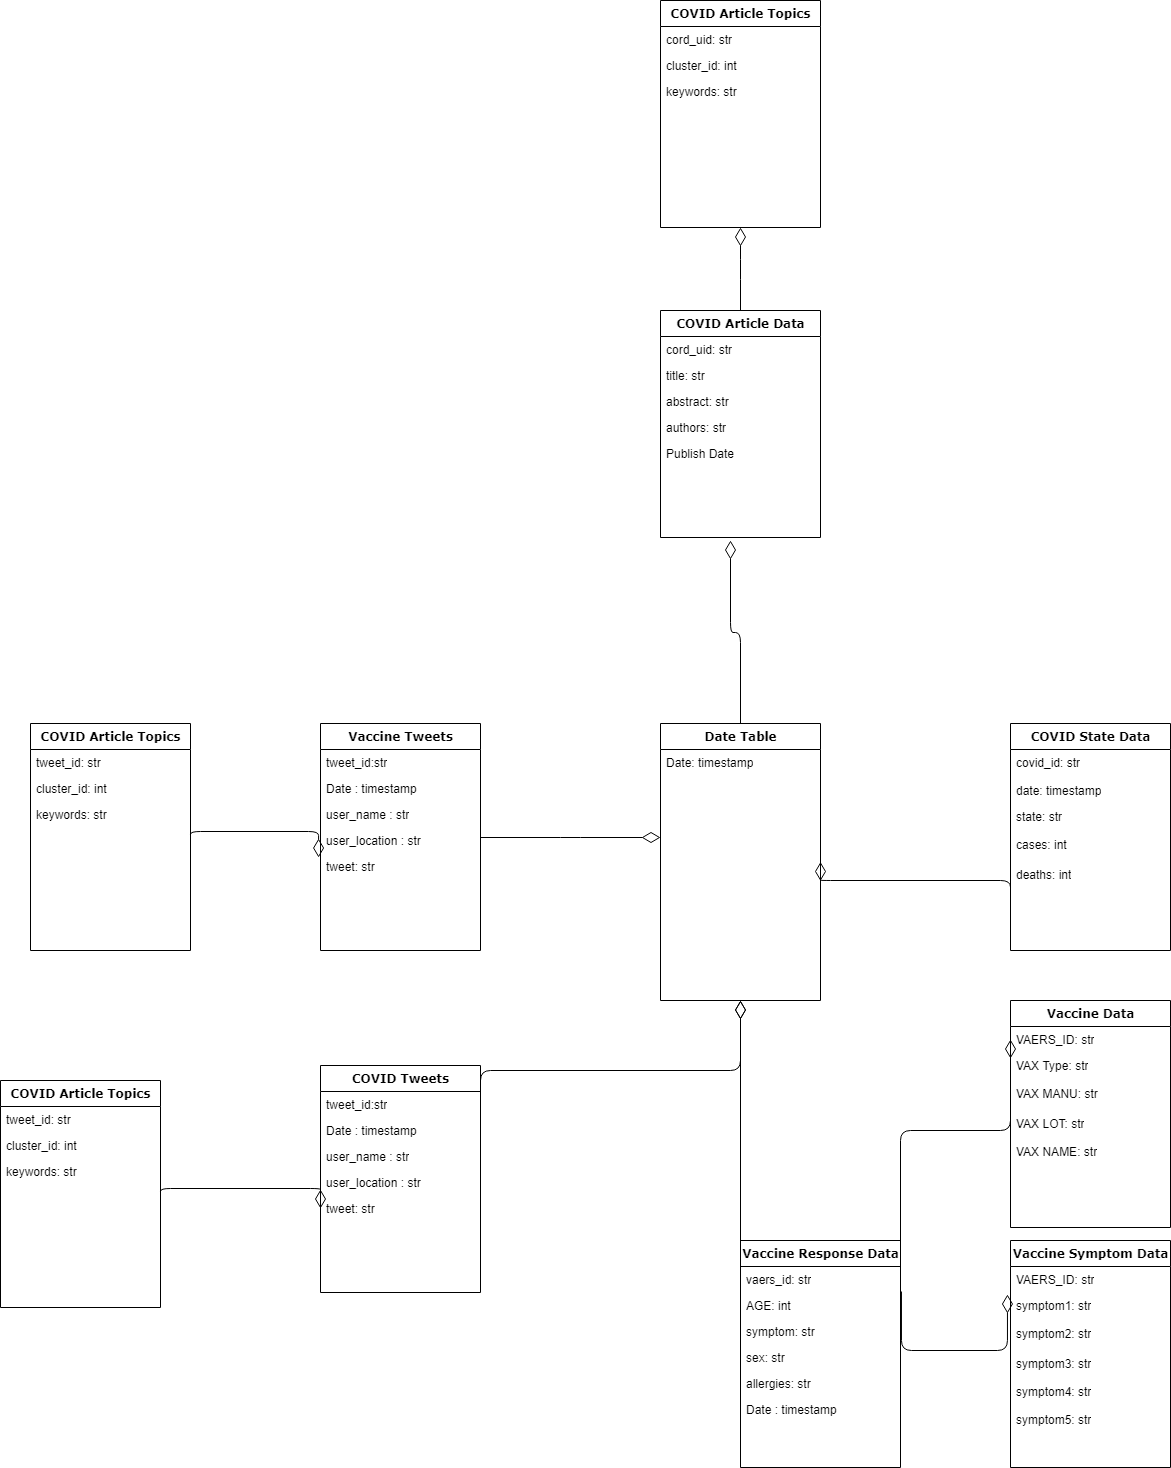 COVID Article Topics
cord_uid: str
cluster_id: int
keywords: str
COVID Article Data
cord_uid: str
title: str
abstract: str
authors: str
Publish Date
COVID Article Topics
tweet_id: str
cluster_id: int
keywords: str
Vaccine Tweets
tweet_id:str
Date : timestamp
user_name : str
user_location : str
tweet: str
Date Table
Date: timestamp
COVID State Data
covid_id: str
date: timestamp
state: str
cases: int
deaths: int
COVID Article Topics
tweet_id: str
cluster_id: int
keywords: str
COVID Tweets
tweet_id:str
Date : timestamp
user_name : str
user_location : str
tweet: str
Vaccine Data
VAERS_ID: str
VAX Type: str
VAX MANU: str
VAX LOT: str
VAX NAME: str
Vaccine Response Data
vaers_id: str
AGE: int
symptom: str
sex: str
allergies: str
Date : timestamp
Vaccine Symptom Data
VAERS_ID: str
symptom1: str
symptom2: str
symptom3: str
symptom4: str
symptom5: str